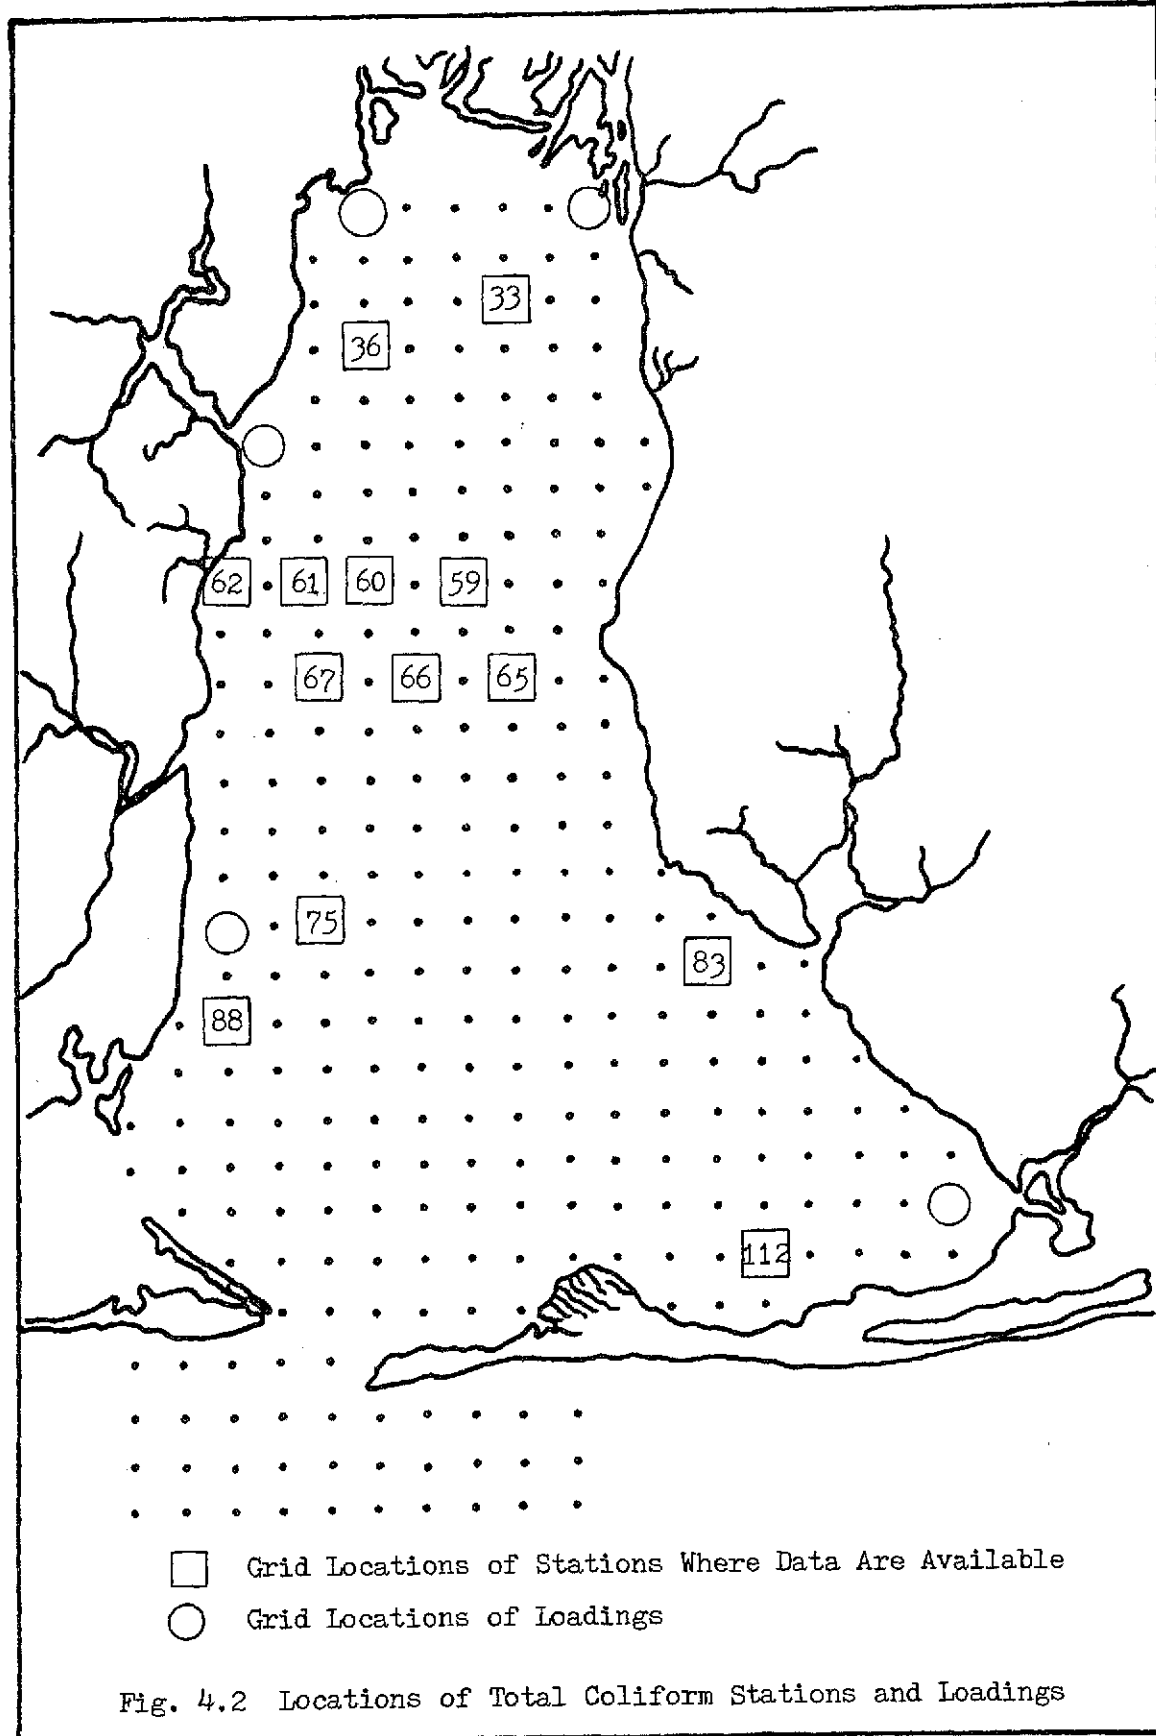 33
36
62 61 60 59
67 66 65
75
83
88
112
Grid Locations of Stations Where Data Are Available
Grid Locations of Loadings
Fig. 4.2 Locations of Total Coliform Stations and Loadings